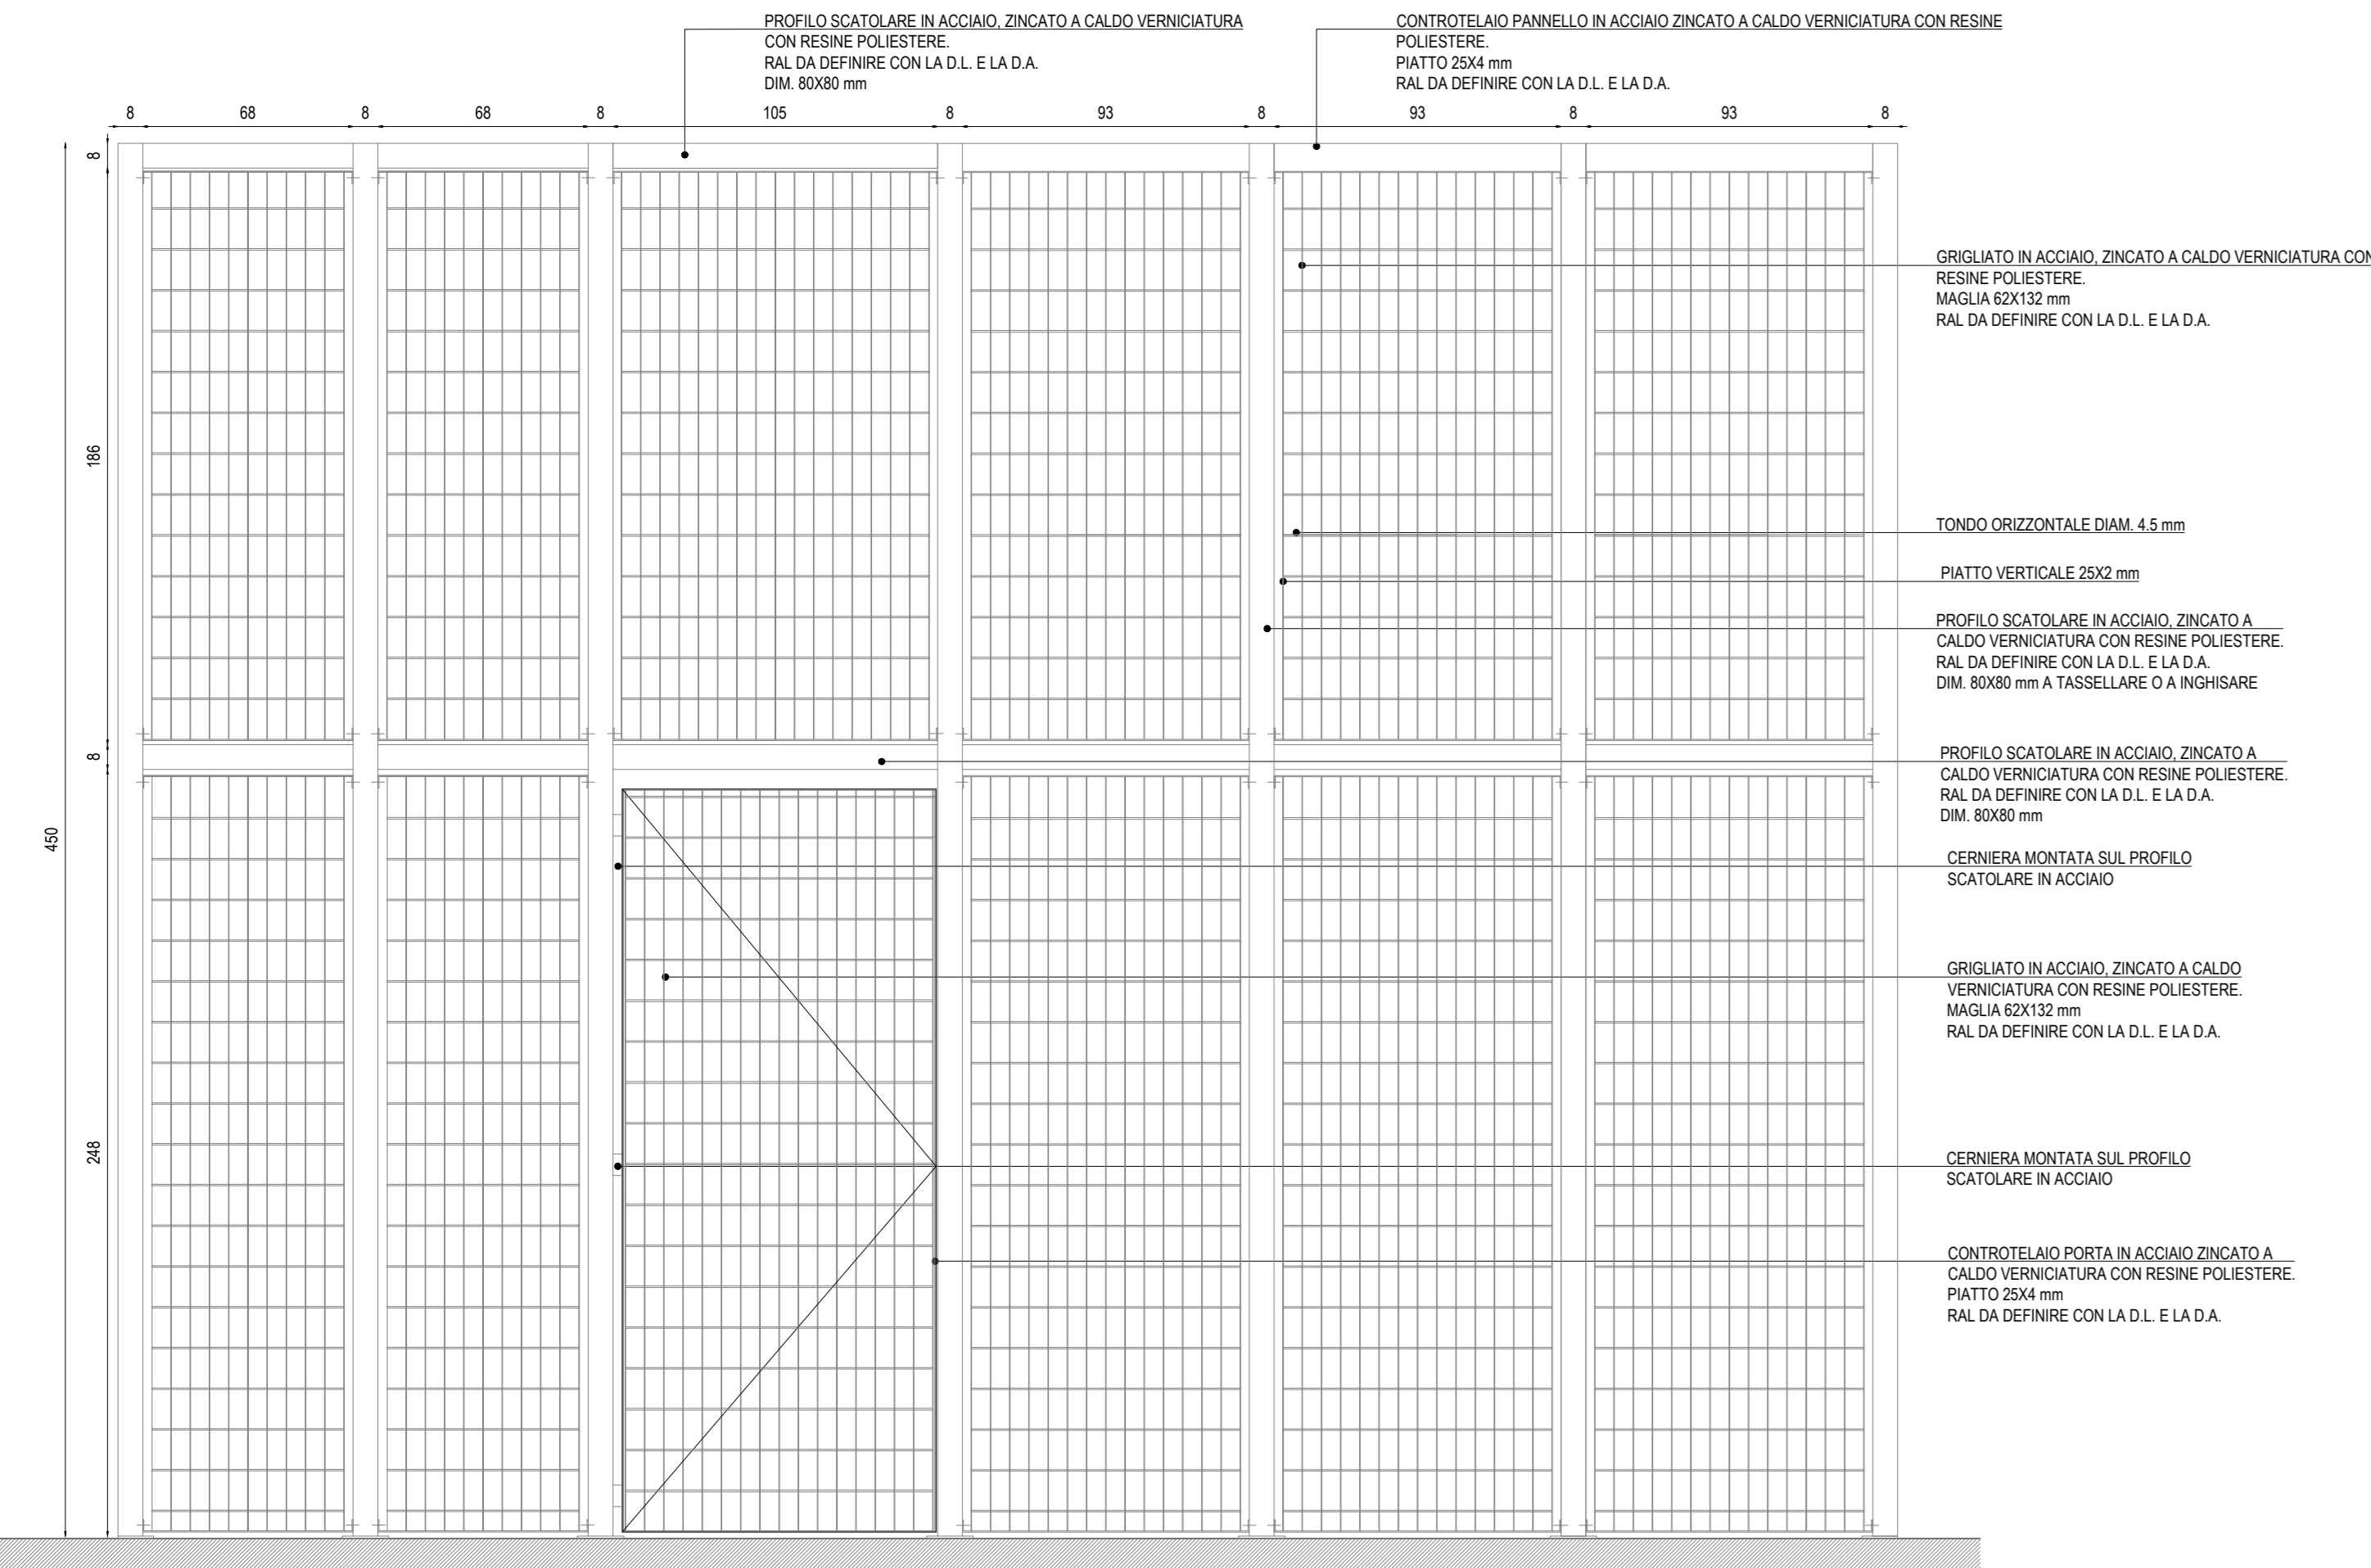 PROFILO SCATOLARE IN ACCIAIO, ZINCATO A CALDO VERNICIATURA
CON RESINE POLIESTERE.
RAL DA DEFINIRE CON LA D.L. E LA D.A.
DIM. 80X80 mm
CONTROTELAIO PANNELLO IN ACCIAIO ZINCATO A CALDO VERNICIATURA CON RESINE
POLIESTERE.
PIATTO 25X4 mm
RAL DA DEFINIRE CON LA D.L. E LA D.A.
8 68 8 68 8 105 8 93 8 93 8 93 8
8
186
8
450
248
GRIGLIATO IN ACCIAIO, ZINCATO A CALDO VERNICIATURA CON
RESINE POLIESTERE.
MAGLIA 62X132 mm
RAL DA DEFINIRE CON LA D.L. E LA D.A.
TONDO ORIZZONTALE DIAM. 4.5 mm
PIATTO VERTICALE 25X2 mm
PROFILO SCATOLARE IN ACCIAIO, ZINCATO A
CALDO VERNICIATURA CON RESINE POLIESTERE.
RAL DA DEFINIRE CON LA D.L. E LA D.A.
DIM. 80X80 mm A TASSELLARE O A INGHISARE
PROFILO SCATOLARE IN ACCIAIO, ZINCATO A
CALDO VERNICIATURA CON RESINE POLIESTERE.
RAL DA DEFINIRE CON LA D.L. E LA D.A.
DIM. 80X80 mm
CERNIERA MONTATA SUL PROFILO
SCATOLARE IN ACCIAIO
GRIGLIATO IN ACCIAIO, ZINCATO A CALDO
VERNICIATURA CON RESINE POLIESTERE.
MAGLIA 62X132 mm
RAL DA DEFINIRE CON LA D.L. E LA D.A.
CERNIERA MONTATA SUL PROFILO
SCATOLARE IN ACCIAIO
CONTROTELAIO PORTA IN ACCIAIO ZINCATO A
CALDO VERNICIATURA CON RESINE POLIESTERE.
PIATTO 25X4 mm
RAL DA DEFINIRE CON LA D.L. E LA D.A.